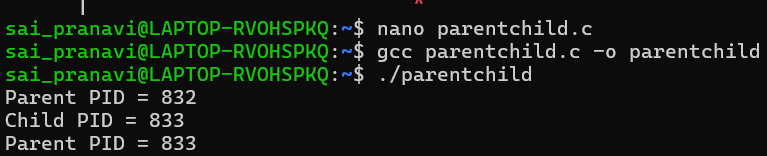 sai_pranavi@LAPTOP-RVOHSPKQ:~$ nano parentchild.c
sai_pranavi@LAPTOP-RVOHSPKQ:~$ gcc parentchild.c -o parentchild
sai_pranavi@LAPTOP-RVOHSPKQ:~$ ./parentchild
Parent PID = 832
Child PID = 833
Parent PID = 833